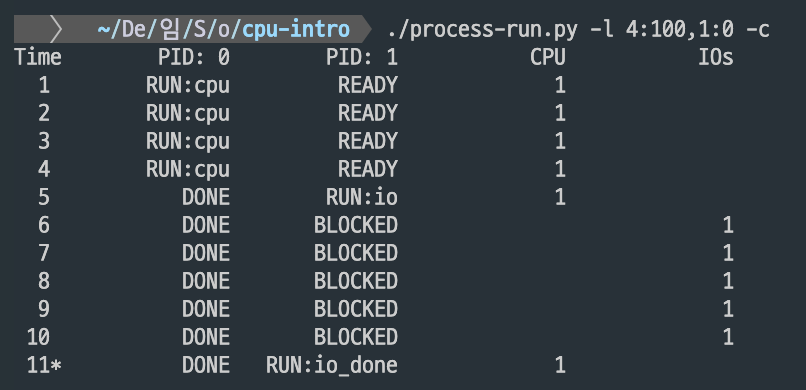 ~/De/임/S/o/cpu-intro ./process-run.py -l 4:100,1:0 -c
Time PID: 0 PID: 1 CPU IOs
1 RUN:cpu READY 1
2 RUN:cpu READY 1
3 RUN:cpu READY 1
4 RUN:cpu READY 1
5 DONE RUN:io 1
6 DONE BLOCKED 1
7 DONE BLOCKED 1
8 DONE BLOCKED 1
9 DONE BLOCKED 1
10 DONE BLOCKED 1
11* DONE RUN:io_done 1